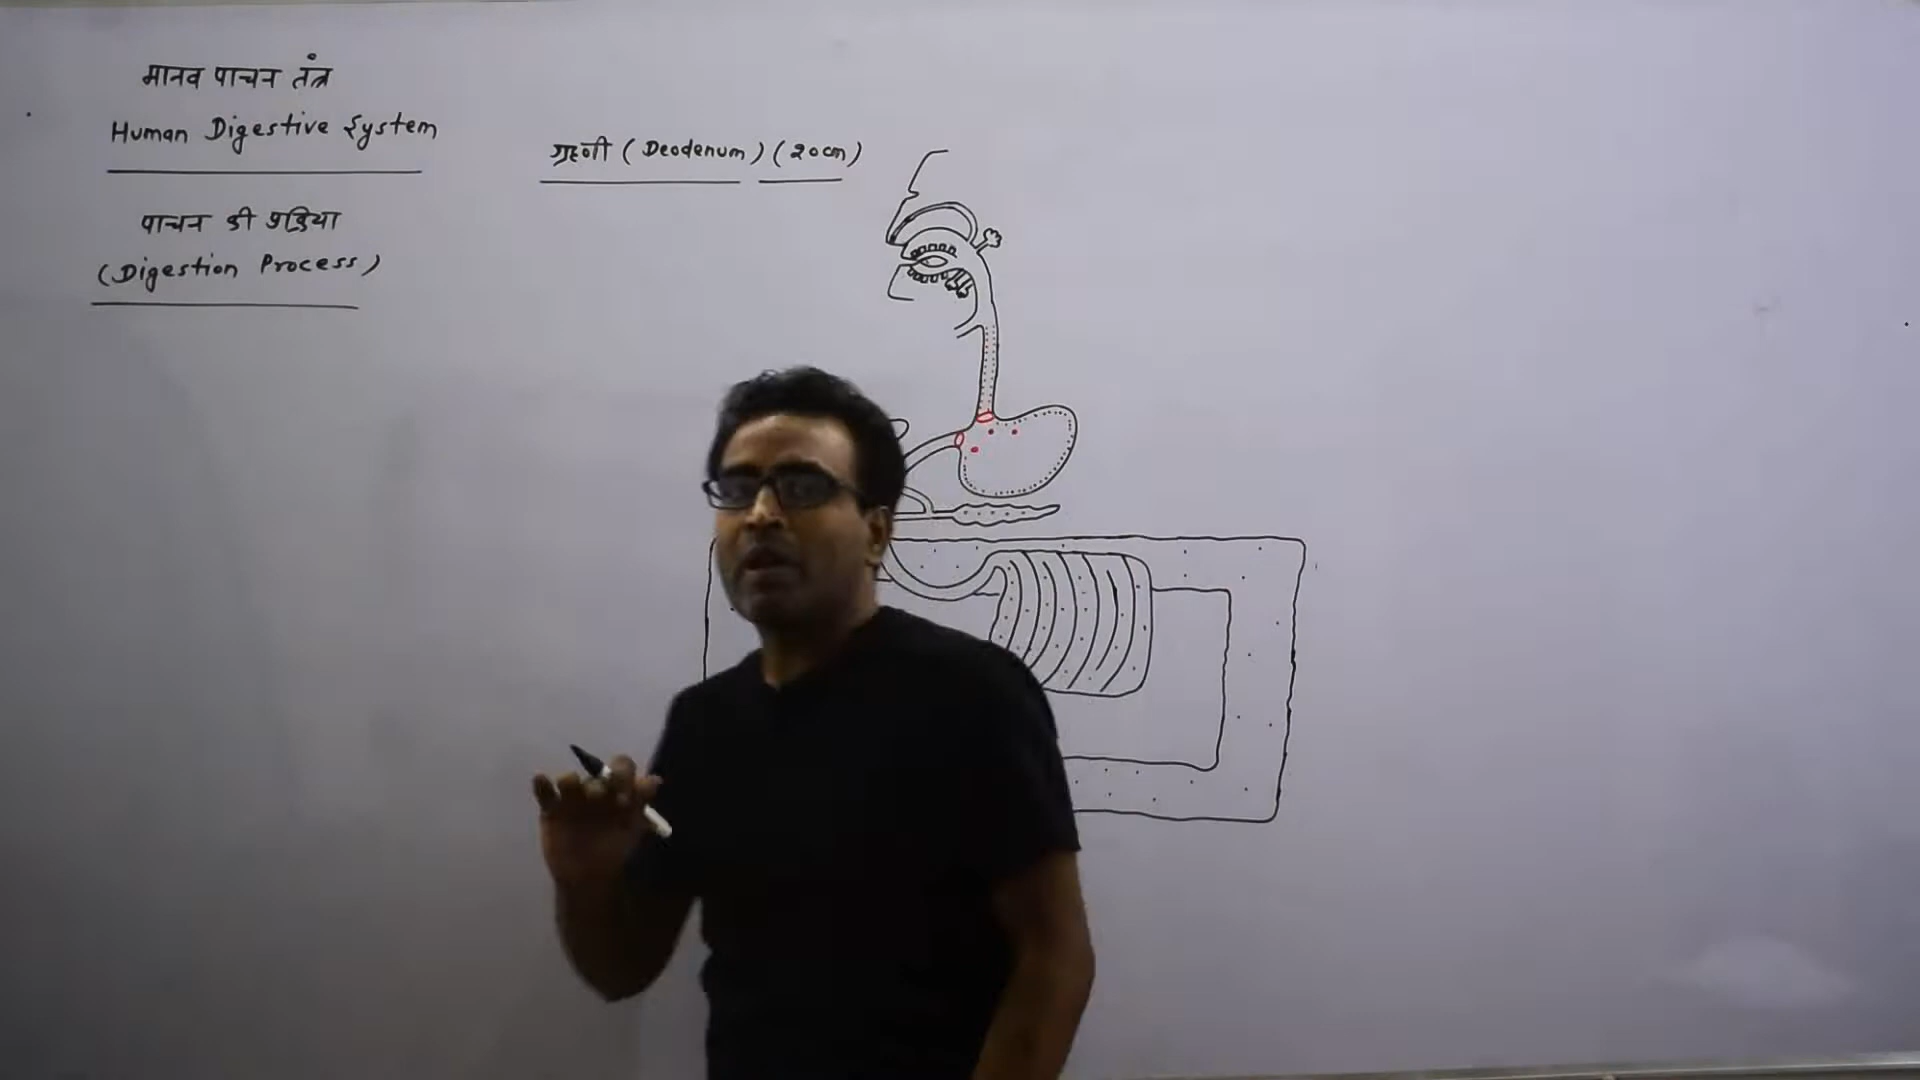 मानव पाचन तंत्र
Human Digestive System
पाचन की प्रक्रिया
(Digestion Process)
ग्रहणी (Deodenum) (20cm)